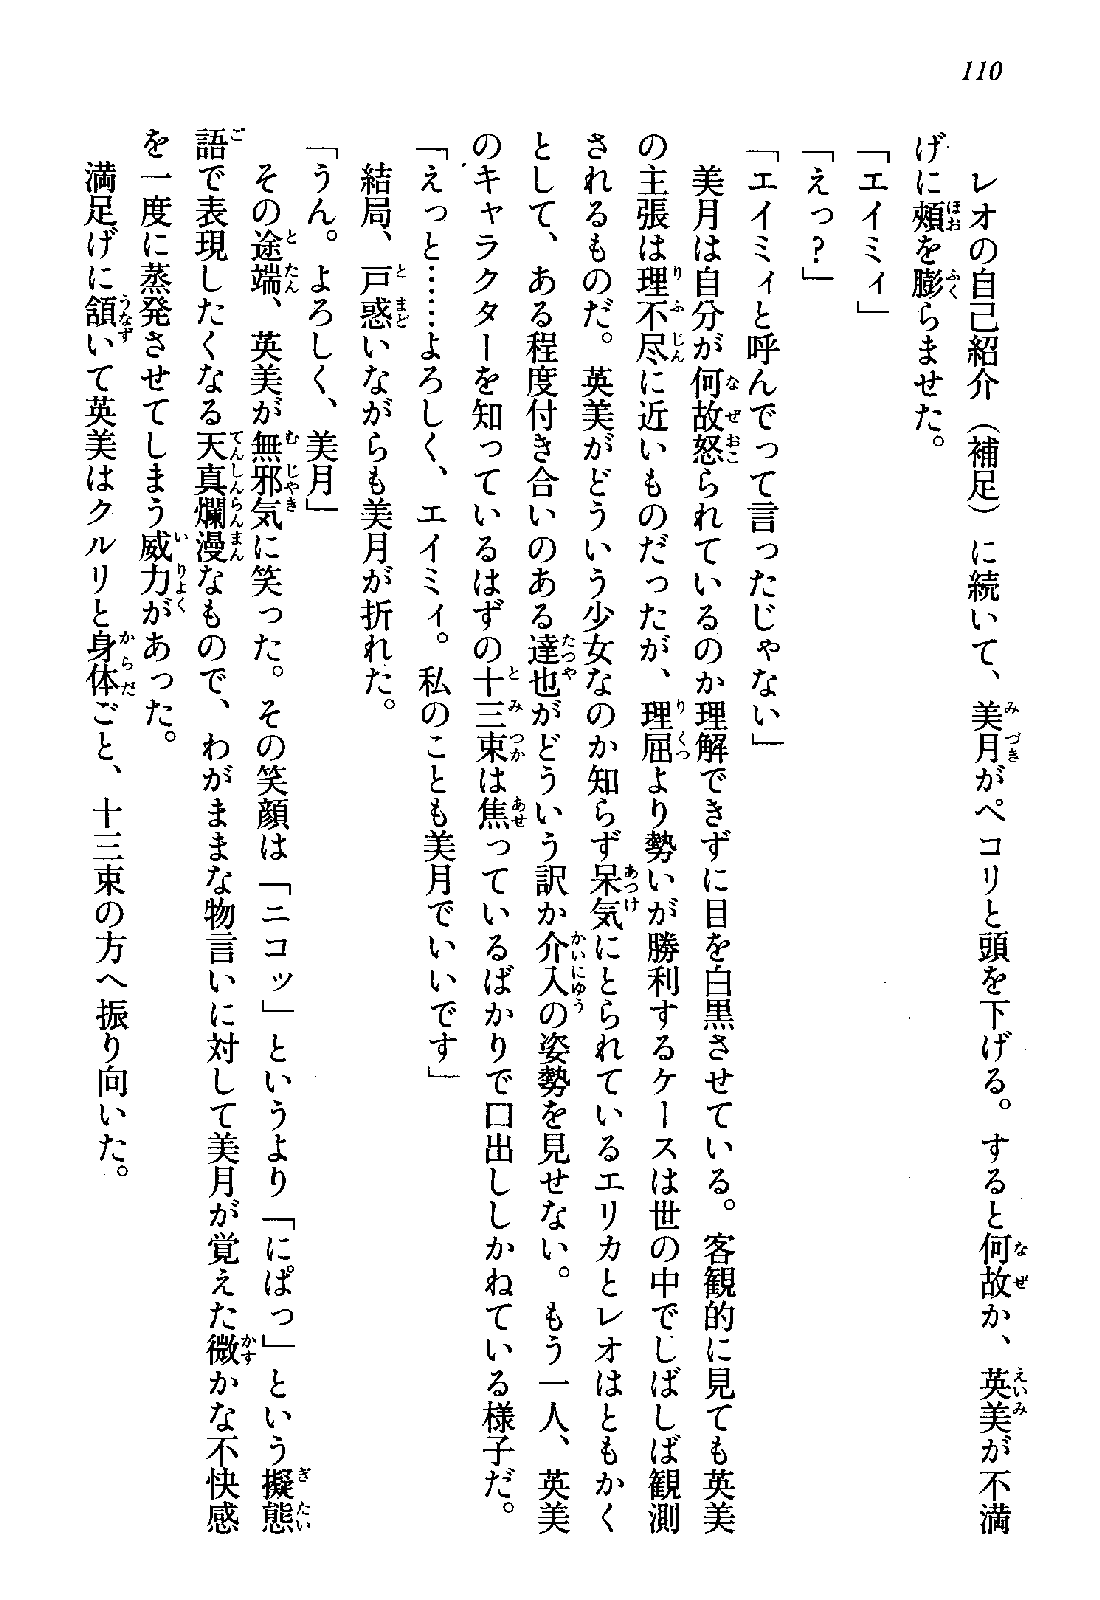 110
レオの自己紹介（補足）に続いて、美月がペコリと頭を下げる。すると何故か、英美が不満
げに頰を膨らませた。
「エイミィ」
「えっ？」
「エイミィと呼んでって言ったじゃない」
美月は自分が何故怒られているのか理解できずに目を白黒させている。客観的に見ても英美
の主張は理不尽に近いものだったが、理屈より勢いが勝利するケースは世の中でしばしば観測
されるものだ。英美がどういう少女なのか知らず呆気にとられているエリカとレオはともかく
として、ある程度付き合いのある達也がどういう訳か介入の姿勢を見せない。もう一人、英美
のキャラクターを知っているはずの十三束は焦っているばかりで口出ししかねている様子だ。
「えっと……よろしく、エイミィ。私のことも美月でいいです」
結局、戸惑いながらも美月が折れた。
「うん。よろしく、美月」
その途端、英美が無邪気に笑った。その笑顔は「ニコッ」というより「にぱっ」という擬態
語で表現したくなる天真爛漫なもので、わがままな物言いに対して美月が覚えた微かな不快感
を一度に蒸発させてしまう威力があった。
満足げに頷いて英美はクルリと身体ごと、十三束の方へ振り向いた。